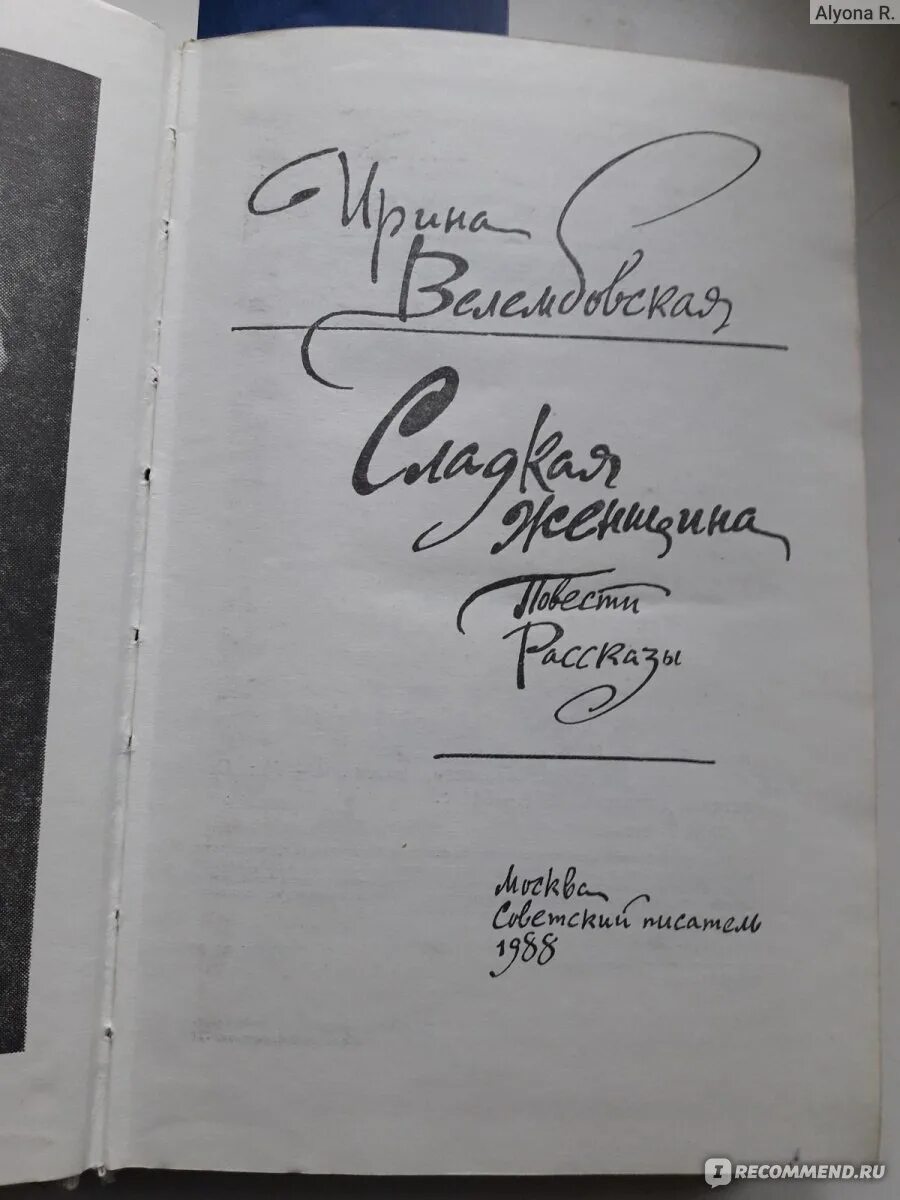 Alyona R.
Ирина
Велембовская
Сладкая
женщина
Повести
Рассказы
Москва
Советский писатель
1988
IRECOMMEND.RU